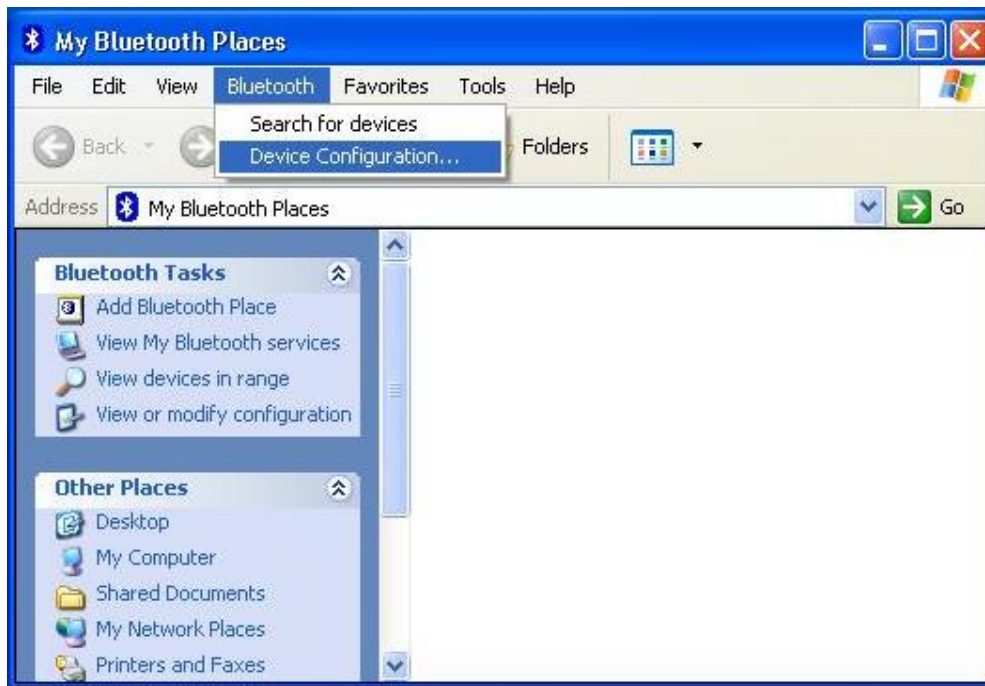 My Bluetooth Places
File Edit View Bluetooth Favorites Tools Help
Search for devices
Device Configuration...
Back Folders
Address My Bluetooth Places Go
Bluetooth Tasks
Add Bluetooth Place
View My Bluetooth services
View devices in range
View or modify configuration
Other Places
Desktop
My Computer
Shared Documents
My Network Places
Printers and Faxes